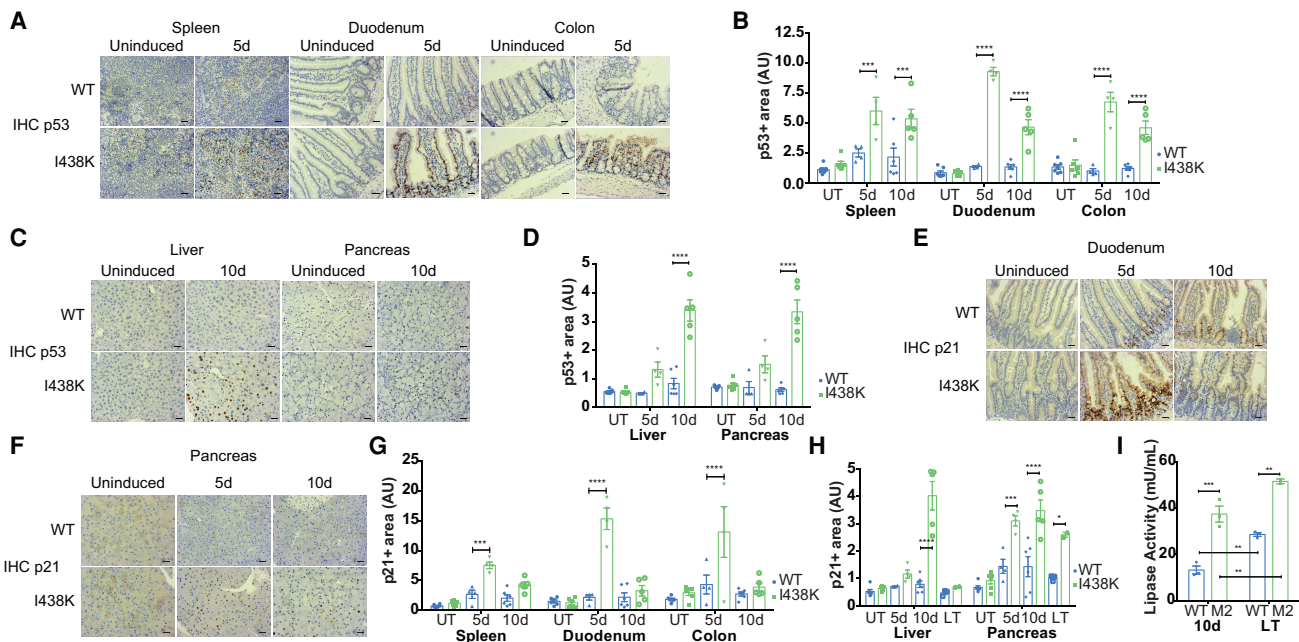 A
Spleen Duodenum Colon
Uninduced 5d Uninduced 5d Uninduced 5d
WT
IHC p53
I438K
B
p53+ area (AU)
12.5
10.0
7.5
5.0
2.5
0.0
*** *** **** **** **** ****
UT 5d 10d UT 5d 10d UT 5d 10d
Spleen Duodenum Colon
WT
I438K
C
Liver Pancreas
Uninduced 10d Uninduced 10d
WT
IHC p53
I438K
D
p53+ area (AU)
5
4
3
2
1
0
**** ****
UT 5d 10d UT 5d 10d
Liver Pancreas
WT
I438K
E
Duodenum
Uninduced 5d 10d
WT
IHC p21
I438K
F
Pancreas
Uninduced 5d 10d
WT
IHC p21
I438K
G
p21+ area (AU)
25
20
15
10
5
0
*** **** ****
UT 5d 10d UT 5d 10d UT 5d 10d
Spleen Duodenum Colon
WT
I438K
H
p21+ area (AU)
5
4
3
2
1
0
**** *** **** *
UT 5d 10d LT UT 5d 10d LT
Liver Pancreas
WT
I438K
I
Lipase Activity (mU/mL)
60
40
20
0
*** ** ** **
WT M2 WT M2
10d LT